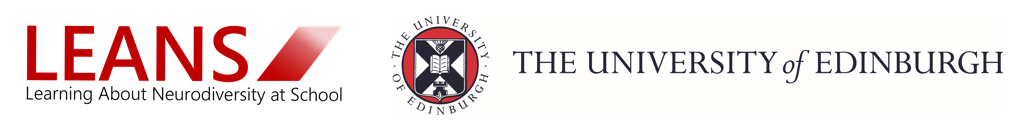 LEANS
Learning About Neurodiversity at School
THE UNIVERSITY OF EDINBURGH
THE UNIVERSITY of EDINBURGH